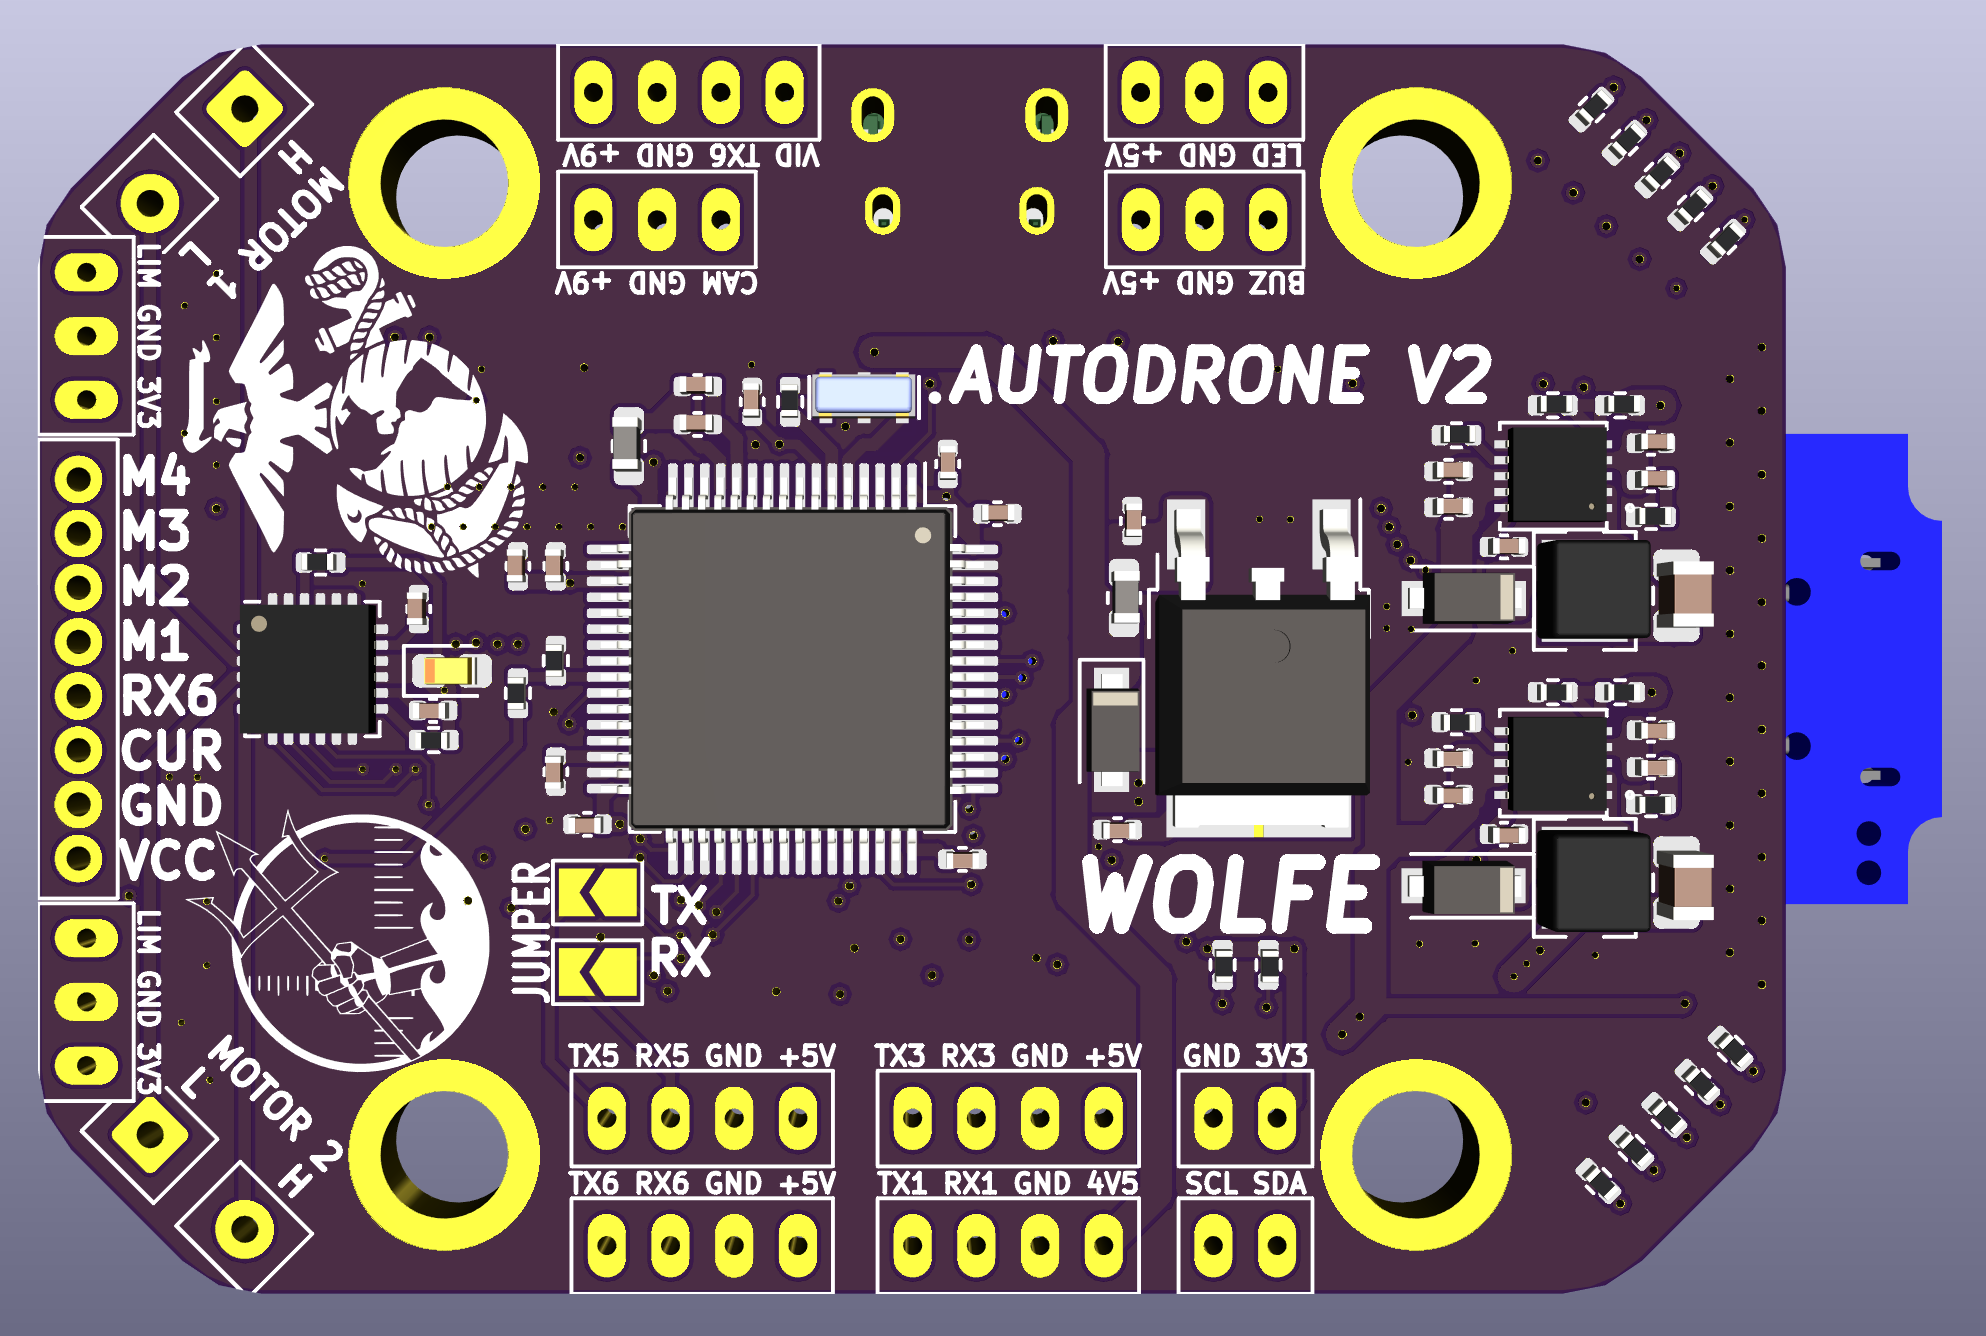 H
MOTOR 1
L
VID TX6 GND +9V
LED GND +5V
CAM GND +9V
BUZ GND +5V
LIM GND 3V3
.AUTODRONE V2
M4
M3
M2
M1
RX6
CUR
GND
VCC
WOLFE
JUMPER
TX
RX
LIM GND 3V3
L
MOTOR 2
H
TX5 RX5 GND +5V
TX3 RX3 GND +5V
GND 3V3
TX6 RX6 GND +5V
TX1 RX1 GND 4V5
SCL SDA